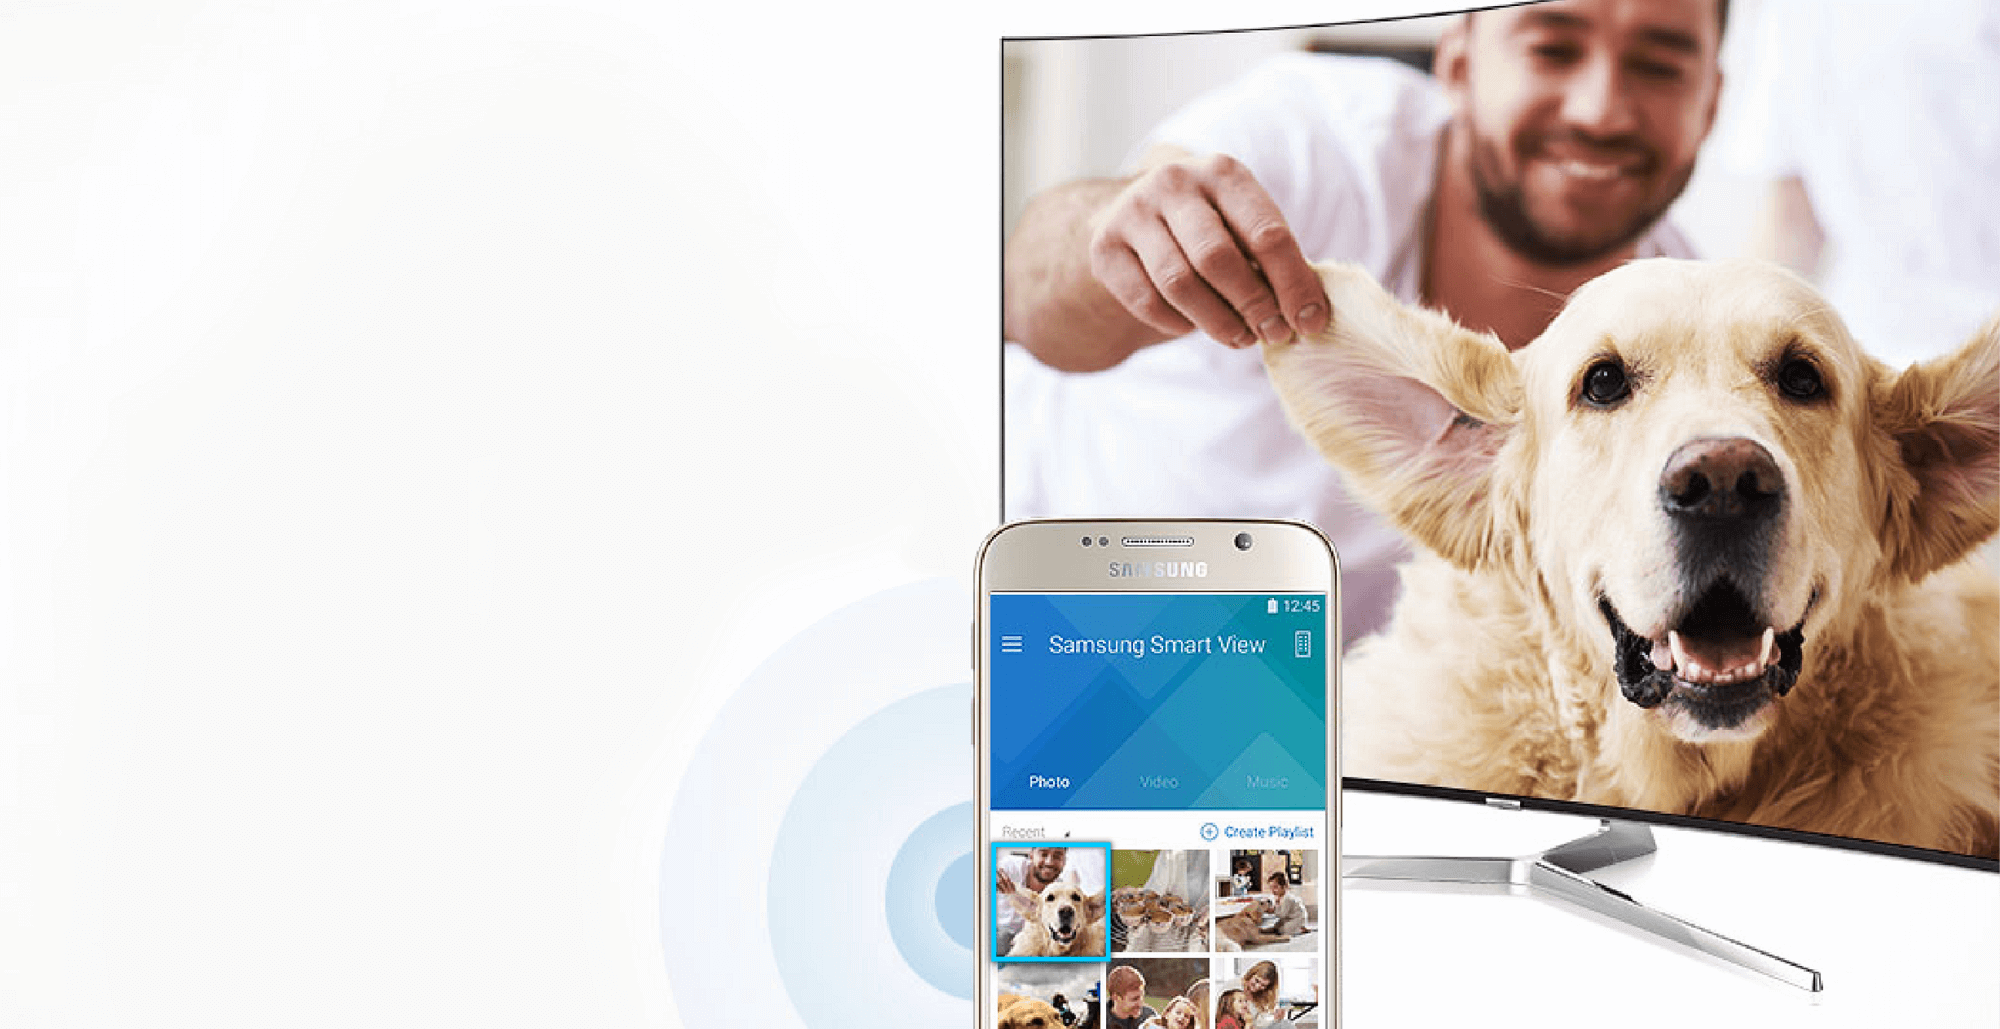 SAMSUNG
12:45
Samsung Smart View
Photo Video Music
Recent Create Playlist